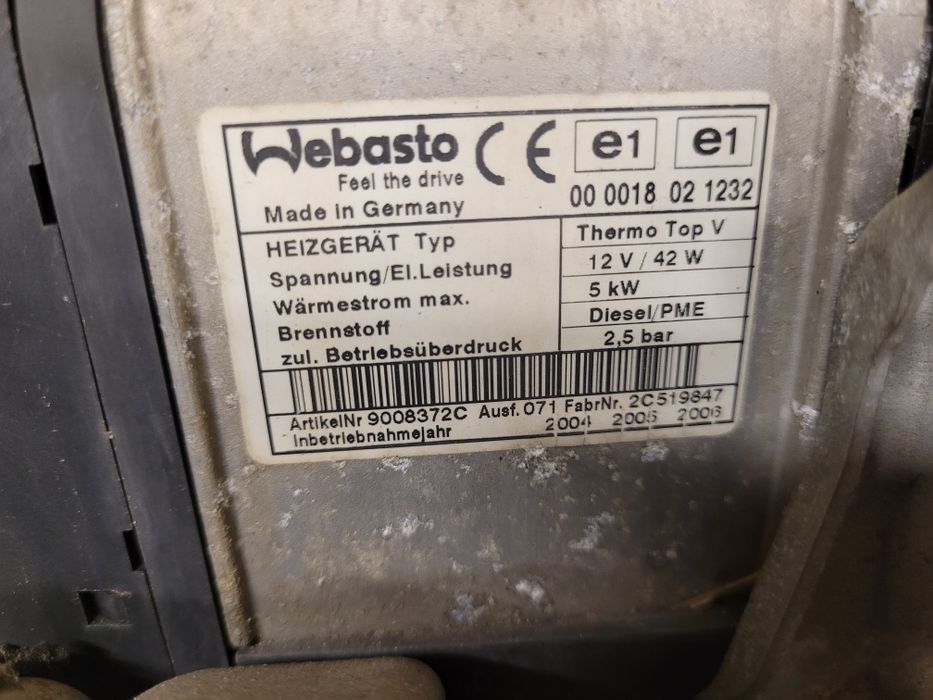 Webasto CE e1 e1
Feel the drive
00 0018 02 1232
Made in Germany
HEIZGERÄT Typ Thermo Top V
Spannung/El.Leistung 12 V / 42 W
Wärmestrom max. 5 kW
Brennstoff Diesel/PME
zul. Betriebsüberdruck 2,5 bar
ArtikelNr 9008372C Ausf. 071 FabrNr. 2C519847
Inbetriebnahmejahr 2004 2005 2006